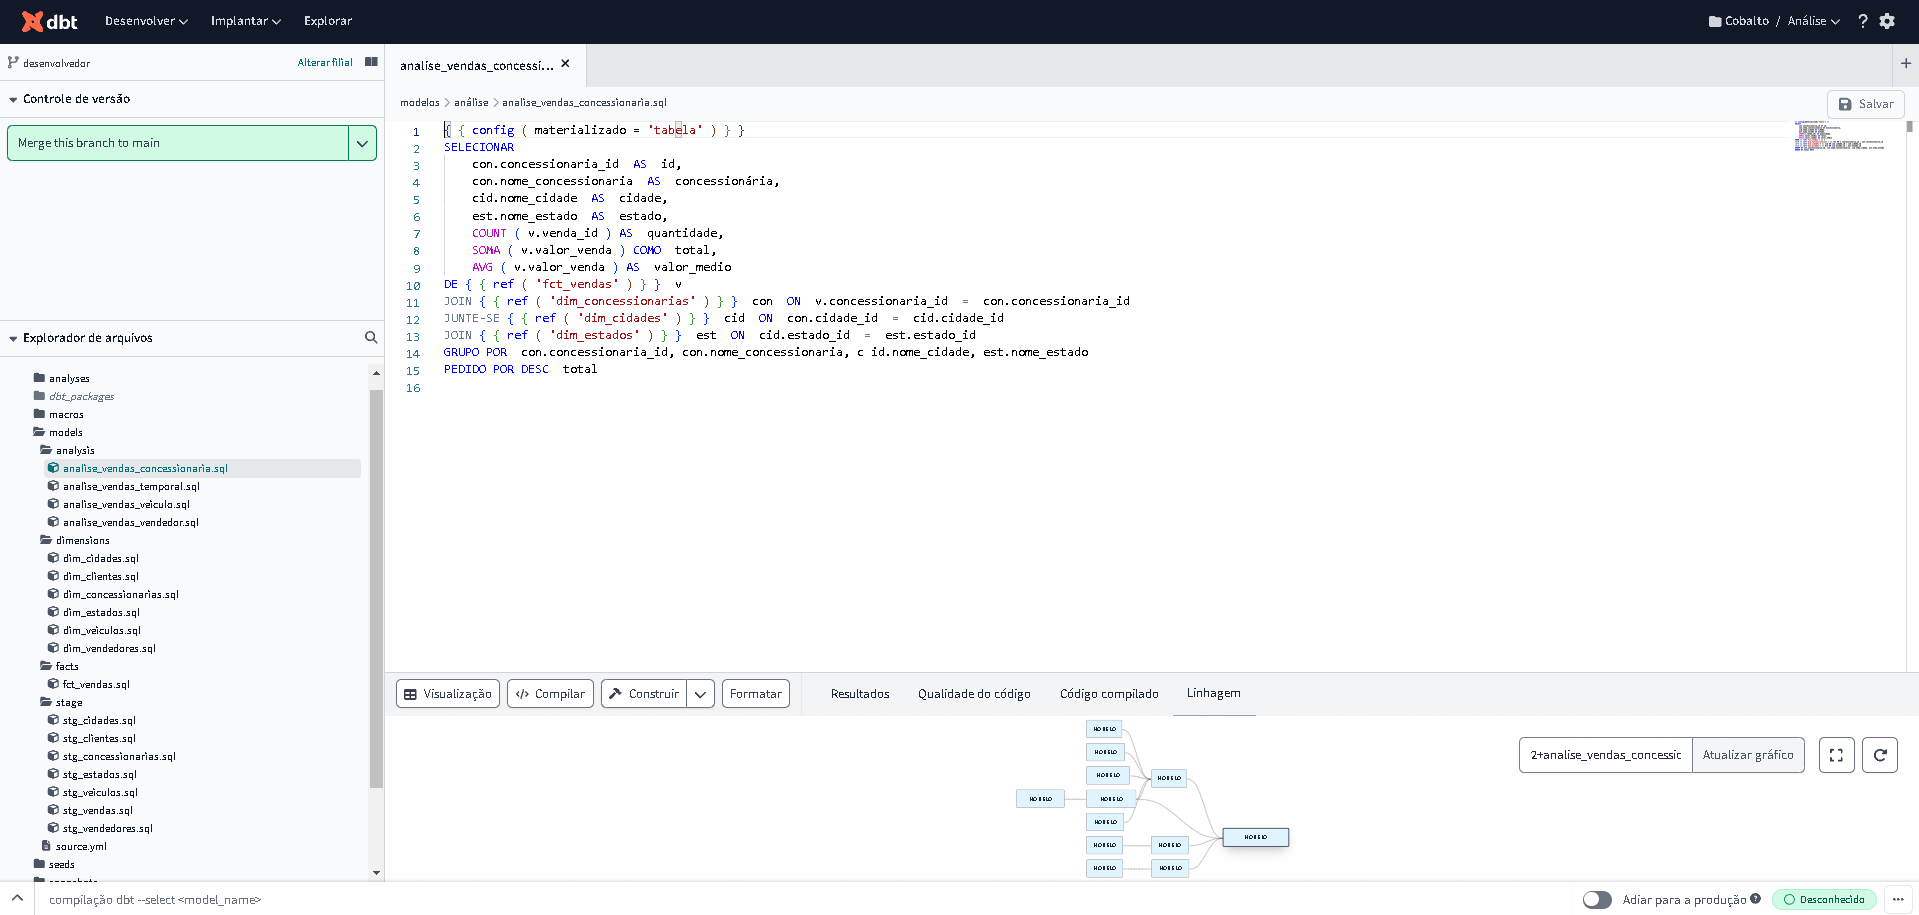 dbt Desenvolver Implantar Explorar Cobalto / Análise ?
desenvolvedor Alterar filial
Controle de versão
Merge this branch to main
Explorador de arquivos
analyses
dbt_packages
macros
models
analysis
analise_vendas_concessionaria.sql
analise_vendas_temporal.sql
analise_vendas_veiculo.sql
analise_vendas_vendedor.sql
dimensions
dim_cidades.sql
dim_clientes.sql
dim_concessionarias.sql
dim_estados.sql
dim_veiculos.sql
dim_vendedores.sql
facts
fct_vendas.sql
stage
stg_cidades.sql
stg_clientes.sql
stg_concessionarias.sql
stg_estados.sql
stg_veiculos.sql
stg_vendas.sql
stg_vendedores.sql
source.yml
seeds
analise_vendas_concessi...
modelos > análise > analise_vendas_concessionaria.sql
Salvar
1 { { config ( materializado = 'tabela' ) } }
2 SELECIONAR
3 con.concessionaria_id AS id,
4 con.nome_concessionaria AS concessionária,
5 cid.nome_cidade AS cidade,
6 est.nome_estado AS estado,
7 COUNT ( v.venda_id ) AS quantidade,
8 SOMA ( v.valor_venda ) COMO total,
9 AVG ( v.valor_venda ) AS valor_medio
10 DE { { ref ( 'fct_vendas' ) } } v
11 JOIN { { ref ( 'dim_concessionarias' ) } } con ON v.concessionaria_id = con.concessionaria_id
12 JUNTE-SE { { ref ( 'dim_cidades' ) } } cid ON con.cidade_id = cid.cidade_id
13 JOIN { { ref ( 'dim_estados' ) } } est ON cid.estado_id = est.estado_id
14 GRUPO POR con.concessionaria_id, con.nome_concessionaria, c id.nome_cidade, est.nome_estado
15 PEDIDO POR DESC total
16
Visualização </> Compilar Construir Formatar Resultados Qualidade do código Código compilado Linhagem
MODELO
MODELO
MODELO
MODELO
MODELO
MODELO
MODELO
MODELO
MODELO
MODELO
MODELO
MODELO
2+analise_vendas_concessic Atualizar gráfico
compilação dbt --select <model_name> Adiar para a produção Desconhecido ...